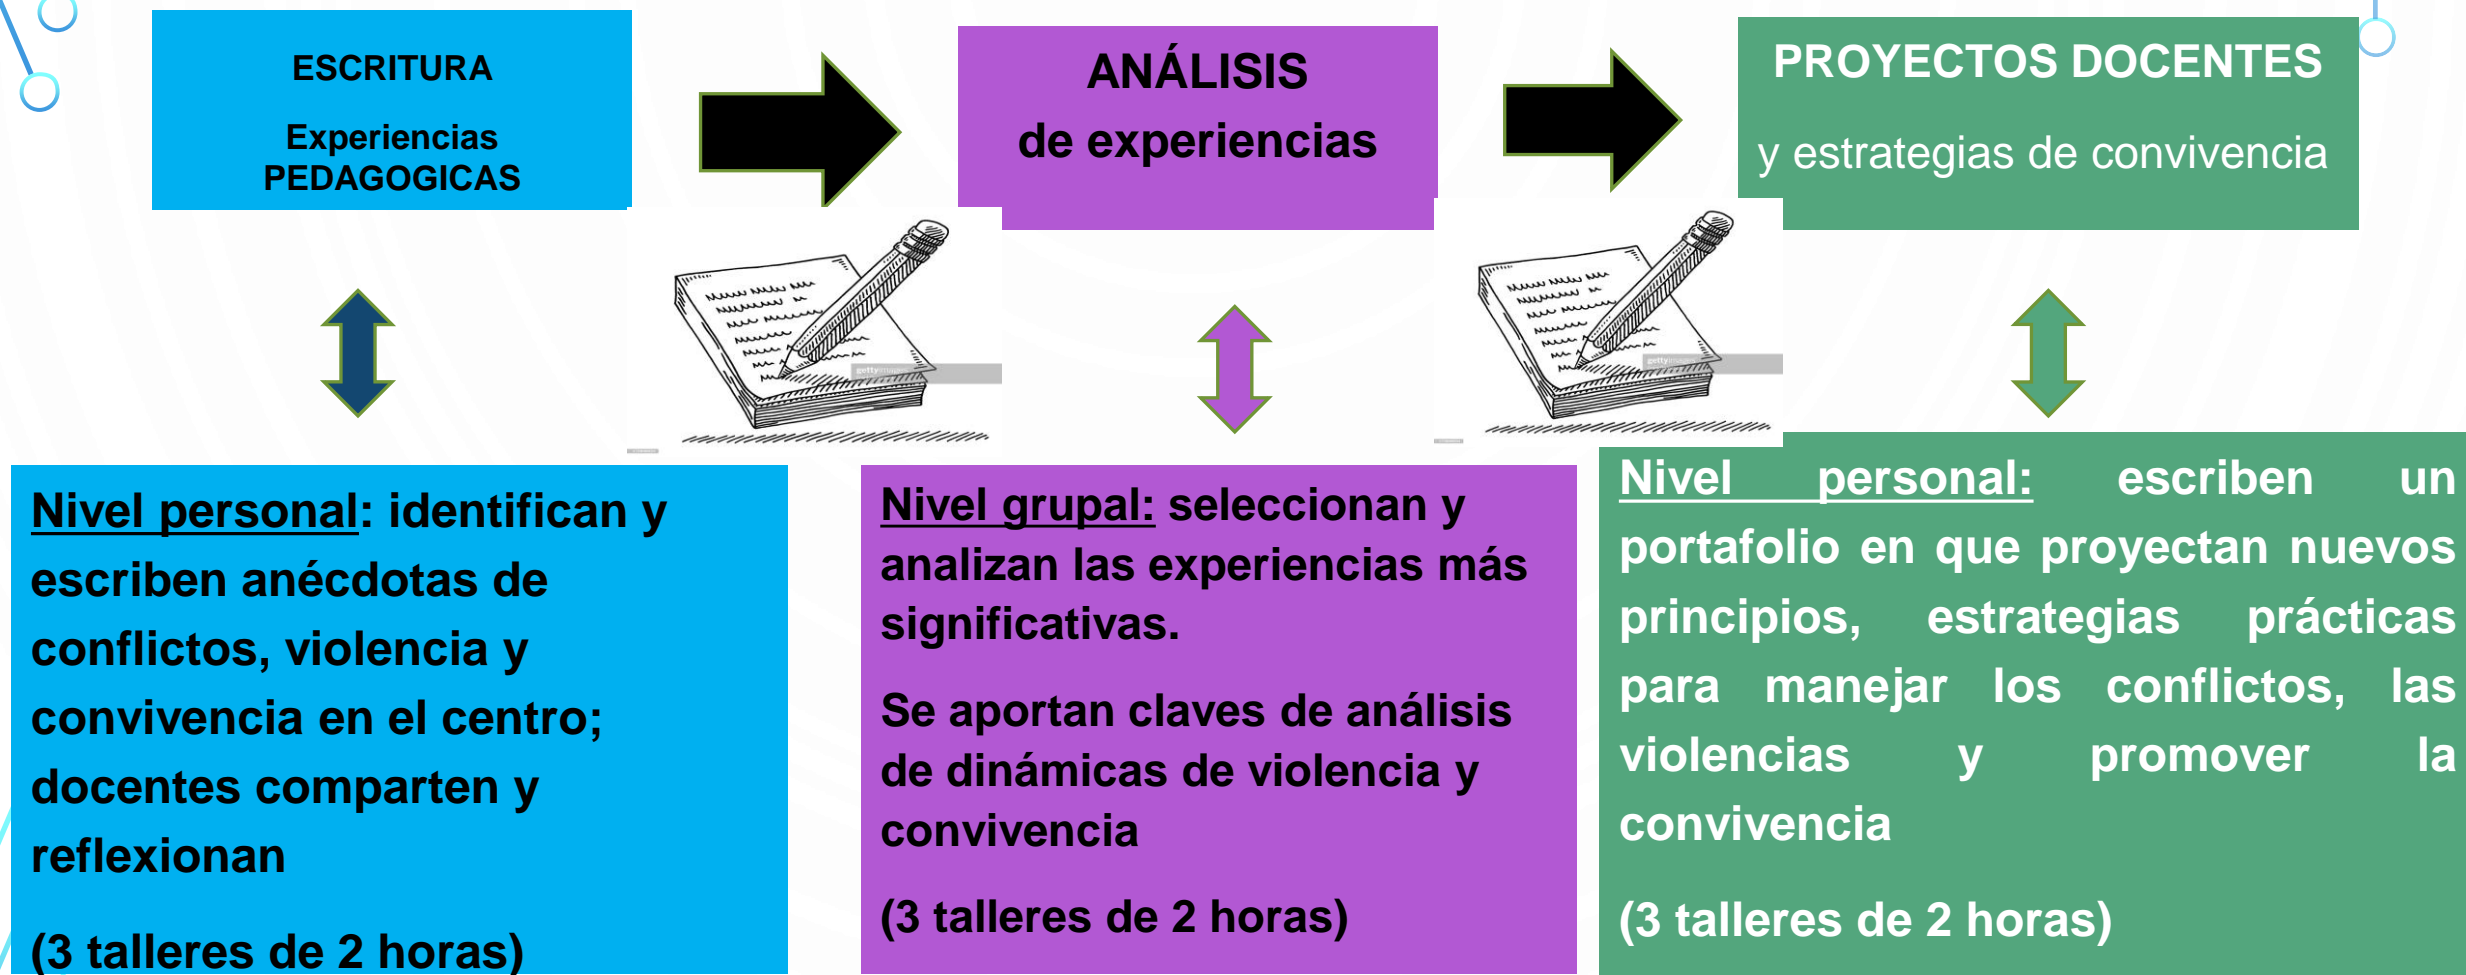 ESCRITURA
Experiencias
PEDAGOGICAS
ANÁLISIS
de experiencias
PROYECTOS DOCENTES
y estrategias de convivencia
gettyimages
gettyimages
Nivel personal: identifican y
escriben anécdotas de
conflictos, violencia y
convivencia en el centro;
docentes comparten y
reflexionan
(3 talleres de 2 horas)
Nivel grupal: seleccionan y
analizan las experiencias más
significativas.
Se aportan claves de análisis
de dinámicas de violencia y
convivencia
(3 talleres de 2 horas)
Nivel personal: escriben un
portafolio en que proyectan nuevos
principios, estrategias prácticas
para manejar los conflictos, las
violencias y promover la
convivencia
(3 talleres de 2 horas)